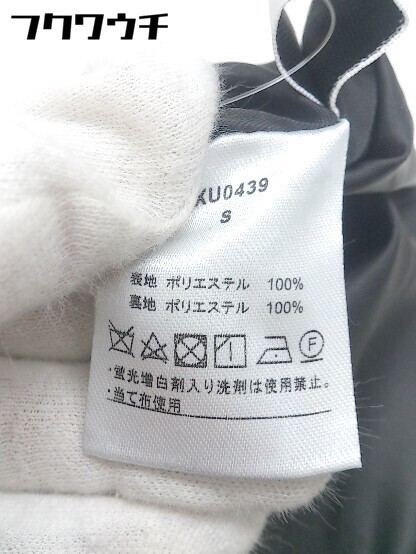 フクワウチ
XU0439
S
表地 ポリエステル 100%
裏地 ポリエステル 100%
F
・蛍光増白剤入り洗剤は使用禁止。
・当て布使用